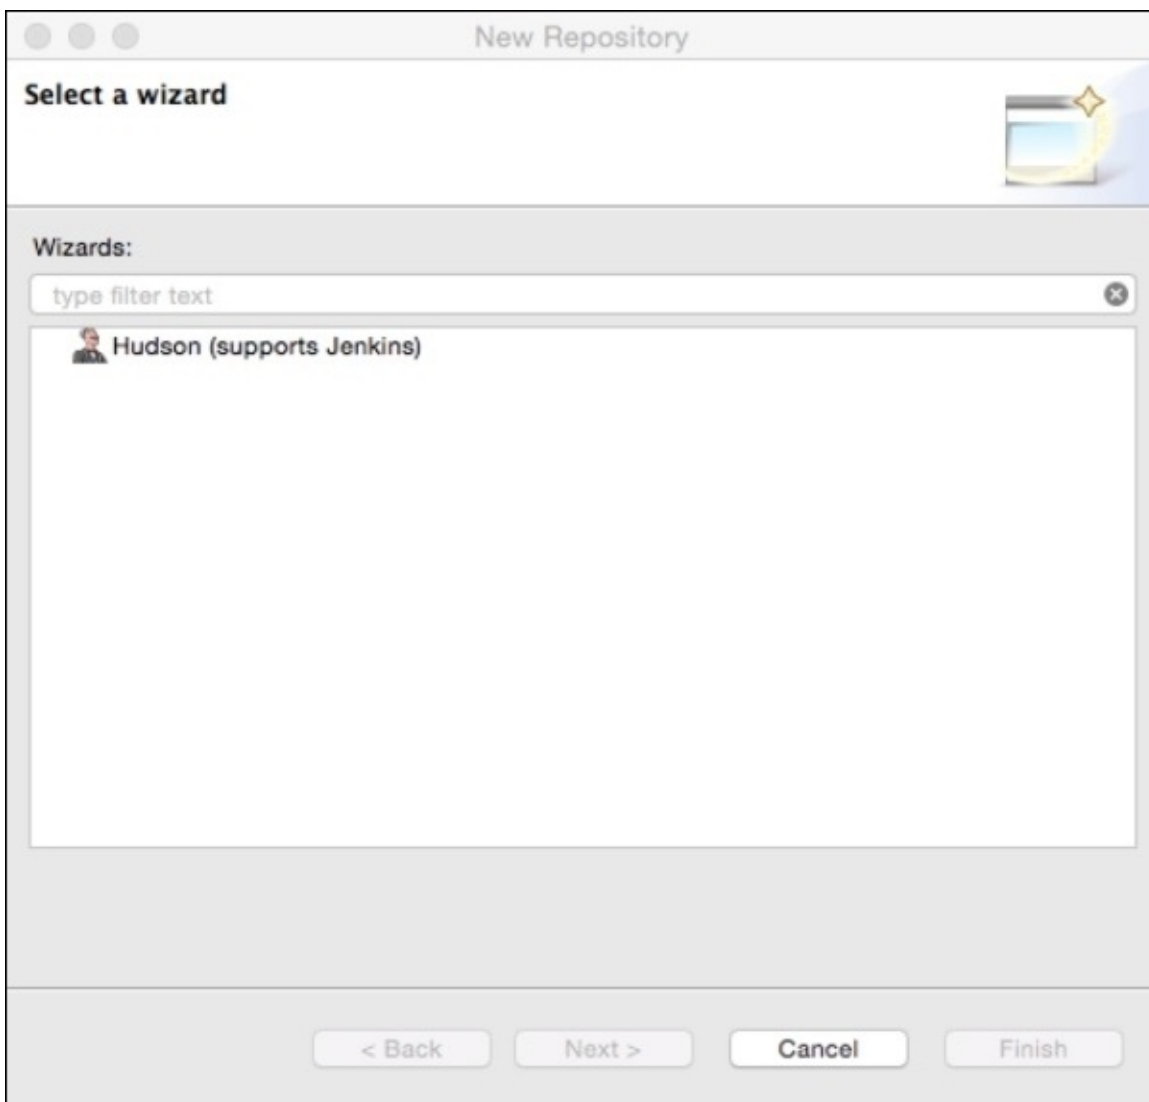 New Repository
Select a wizard
Wizards:
type filter text
Hudson (supports Jenkins)
< Back Next > Cancel Finish